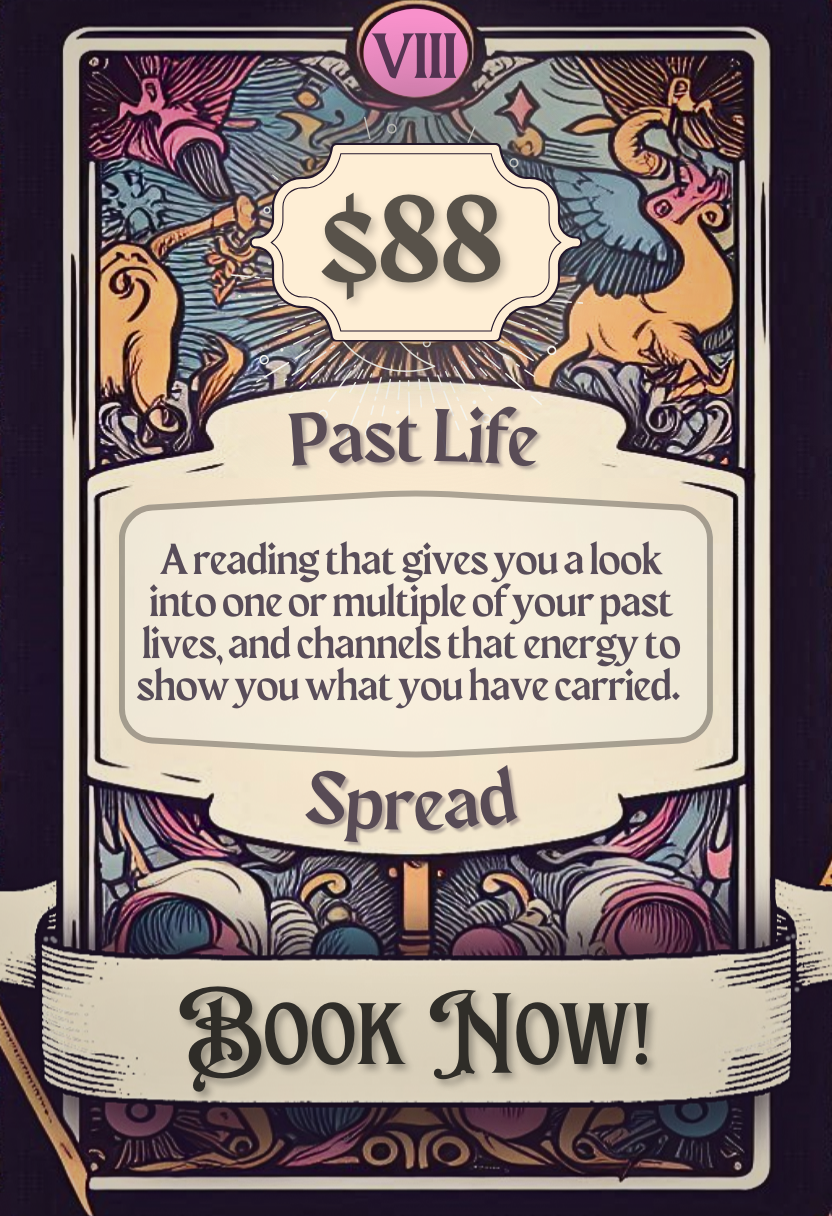 VIII
$88
Past Life
A reading that gives you a look
into one or multiple of your past
lives, and channels that energy to
show you what you have carried.
Spread
Book Now!